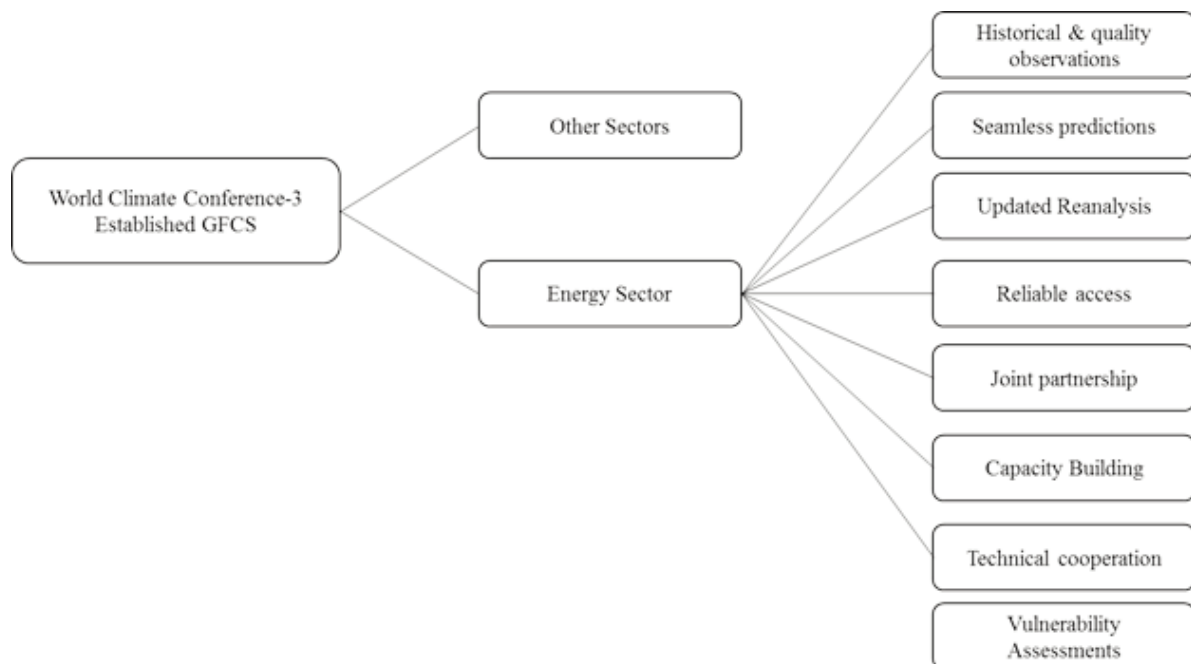 World Climate Conference-3
Established GFCS
Other Sectors
Energy Sector
Historical & quality
observations
Seamless predictions
Updated Reanalysis
Reliable access
Joint partnership
Capacity Building
Technical cooperation
Vulnerability
Assessments